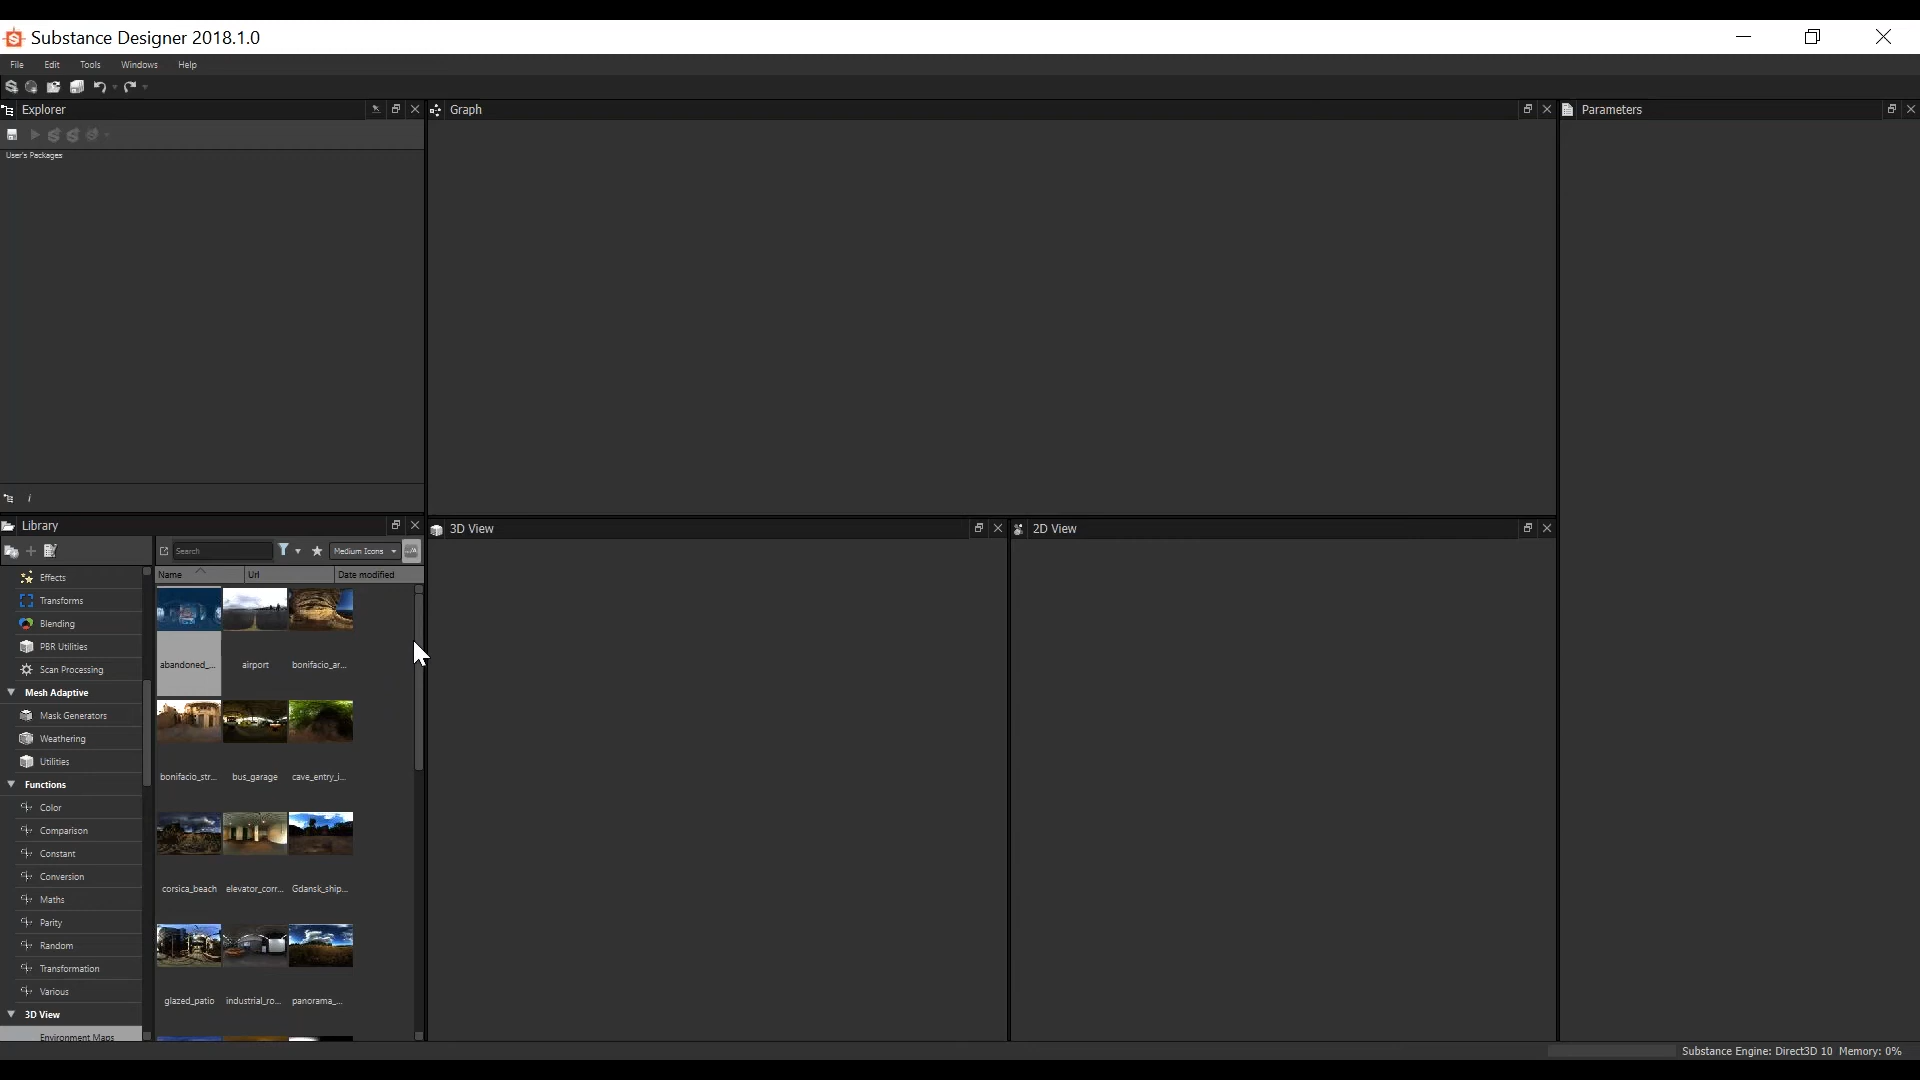 Substance Designer 2018.1.0
File Edit Tools Windows Help
Explorer
Graph
Parameters
User's Packages
i
Library
3D View
2D View
Search
Medium Icons
Name Url Date modified
Effects
Transforms
Blending
PBR Utilities
Scan Processing
Mesh Adaptive
Mask Generators
Weathering
Utilities
Functions
Color
Comparison
Constant
Conversion
Maths
Parity
Random
Transformation
Various
3D View
Environment Maps
abandoned_... airport bonifacio_ar...
bonifacio_str... bus_garage cave_entry_i...
corsica_beach elevator_corr... Gdansk_ship...
glazed_patio industrial_ro... panorama_...
Substance Engine: Direct3D 10 Memory: 0%